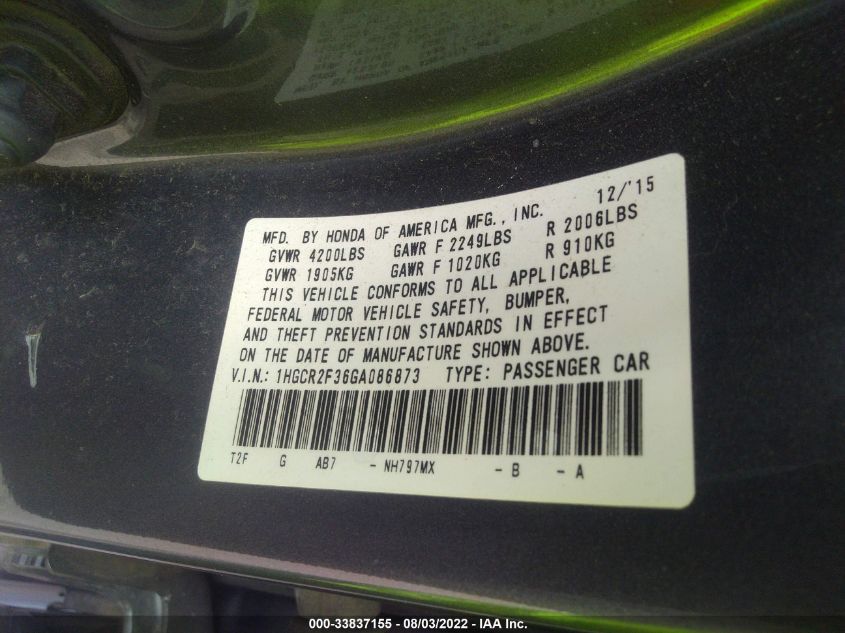 MFD. BY HONDA OF AMERICA MFG., INC. 12/'15
GVWR 4200LBS GAWR F 2249LBS R 2006LBS
GVWR 1905KG GAWR F 1020KG R 910KG
THIS VEHICLE CONFORMS TO ALL APPLICABLE
FEDERAL MOTOR VEHICLE SAFETY, BUMPER,
AND THEFT PREVENTION STANDARDS IN EFFECT
ON THE DATE OF MANUFACTURE SHOWN ABOVE.
V.I.N.: 1HGCR2F36GA086873 TYPE: PASSENGER CAR
T2F G AB7 - NH797MX - B - A
000-33837155 - 08/03/2022 - IAA Inc.